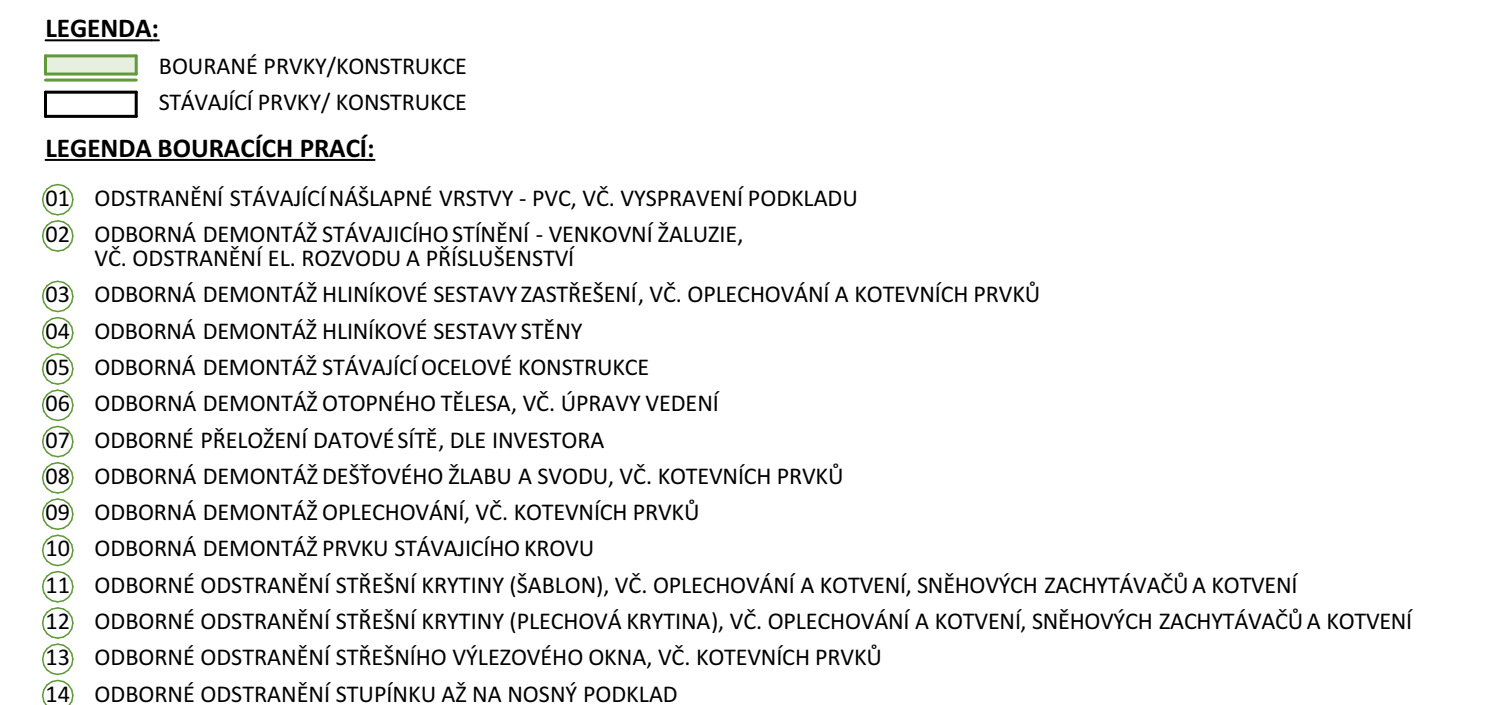 LEGENDA:
BOURANÉ PRVKY/KONSTRUKCE
STÁVAJÍCÍ PRVKY/ KONSTRUKCE
LEGENDA BOURACÍCH PRACÍ:
01 ODSTRANĚNÍ STÁVAJÍCÍ NÁŠLAPNÉ VRSTVY - PVC, VČ. VYSPRAVENÍ PODKLADU
02 ODBORNÁ DEMONTÁŽ STÁVAJICÍHO STÍNĚNÍ - VENKOVNÍ ŽALUZIE,
VČ. ODSTRANĚNÍ EL. ROZVODU A PŘÍSLUŠENSTVÍ
03 ODBORNÁ DEMONTÁŽ HLINÍKOVÉ SESTAVY ZASTŘEŠENÍ, VČ. OPLECHOVÁNÍ A KOTEVNÍCH PRVKŮ
04 ODBORNÁ DEMONTÁŽ HLINÍKOVÉ SESTAVY STĚNY
05 ODBORNÁ DEMONTÁŽ STÁVAJÍCÍ OCELOVÉ KONSTRUKCE
06 ODBORNÁ DEMONTÁŽ OTOPNÉHO TĚLESA, VČ. ÚPRAVY VEDENÍ
07 ODBORNÉ PŘELOŽENÍ DATOVÉ SÍTĚ, DLE INVESTORA
08 ODBORNÁ DEMONTÁŽ DEŠŤOVÉHO ŽLABU A SVODU, VČ. KOTEVNÍCH PRVKŮ
09 ODBORNÁ DEMONTÁŽ OPLECHOVÁNÍ, VČ. KOTEVNÍCH PRVKŮ
10 ODBORNÁ DEMONTÁŽ PRVKU STÁVAJICÍHO KROVU
11 ODBORNÉ ODSTRANĚNÍ STŘEŠNÍ KRYTINY (ŠABLON), VČ. OPLECHOVÁNÍ A KOTVENÍ, SNĚHOVÝCH ZACHYTÁVAČŮ A KOTVENÍ
12 ODBORNÉ ODSTRANĚNÍ STŘEŠNÍ KRYTINY (PLECHOVÁ KRYTINA), VČ. OPLECHOVÁNÍ A KOTVENÍ, SNĚHOVÝCH ZACHYTÁVAČŮ A KOTVENÍ
13 ODBORNÉ ODSTRANĚNÍ STŘEŠNÍHO VÝLEZOVÉHO OKNA, VČ. KOTEVNÍCH PRVKŮ
14 ODBORNÉ ODSTRANĚNÍ STUPÍNKU AŽ NA NOSNÝ PODKLAD